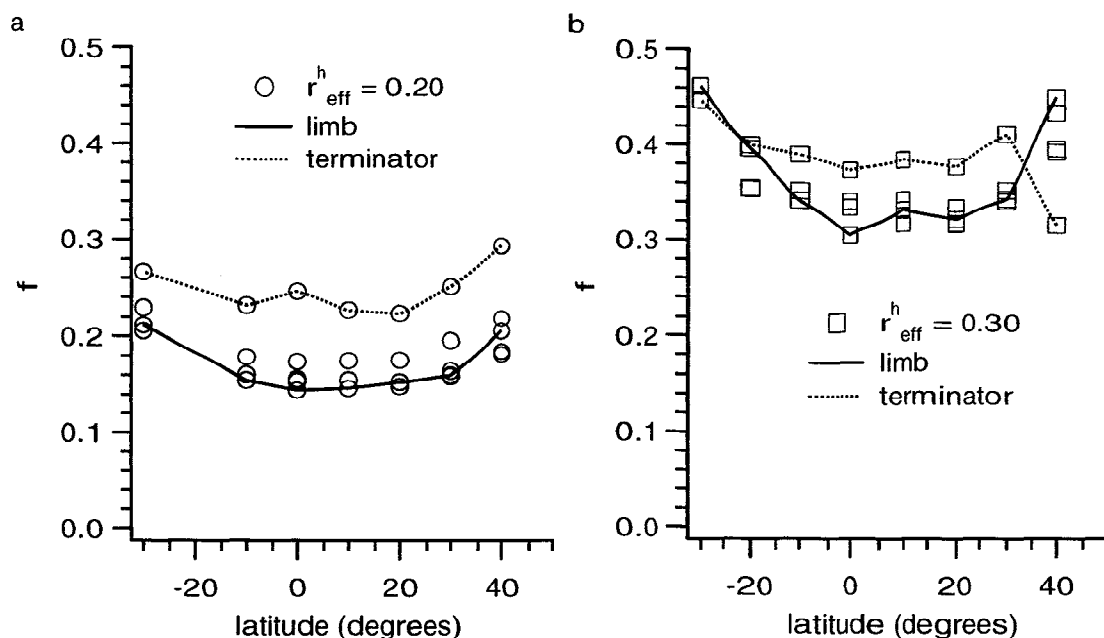 a
0.5
0.4
0.3
0.2
0.1
0.0
f
r^h_eff = 0.20
limb
terminator
-20 0 20 40
latitude (degrees)
b
0.5
0.4
0.3
0.2
0.1
0.0
f
r^h_eff = 0.30
limb
terminator
-20 0 20 40
latitude (degrees)